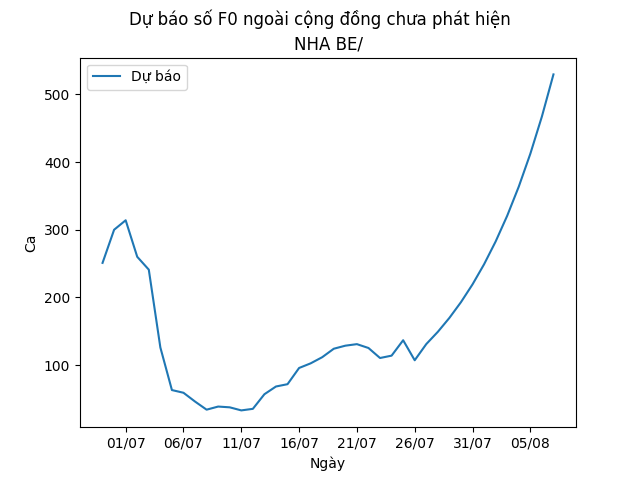 Dự báo số F0 ngoài cộng đồng chưa phát hiện
NHA BE/
Dự báo
Ca
500
400
300
200
100
01/07 06/07 11/07 16/07 21/07 26/07 31/07 05/08
Ngày